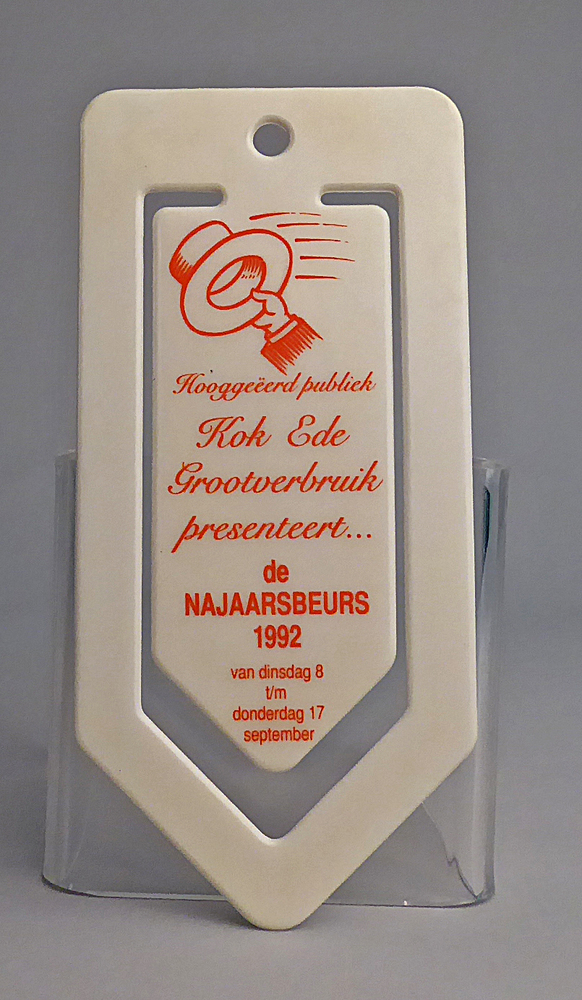 Hooggeëerd publiek
Kok Ede
Grootverbruik
presenteert...
de
NAJAARSBEURS
1992
van dinsdag 8
t/m
donderdag 17
september